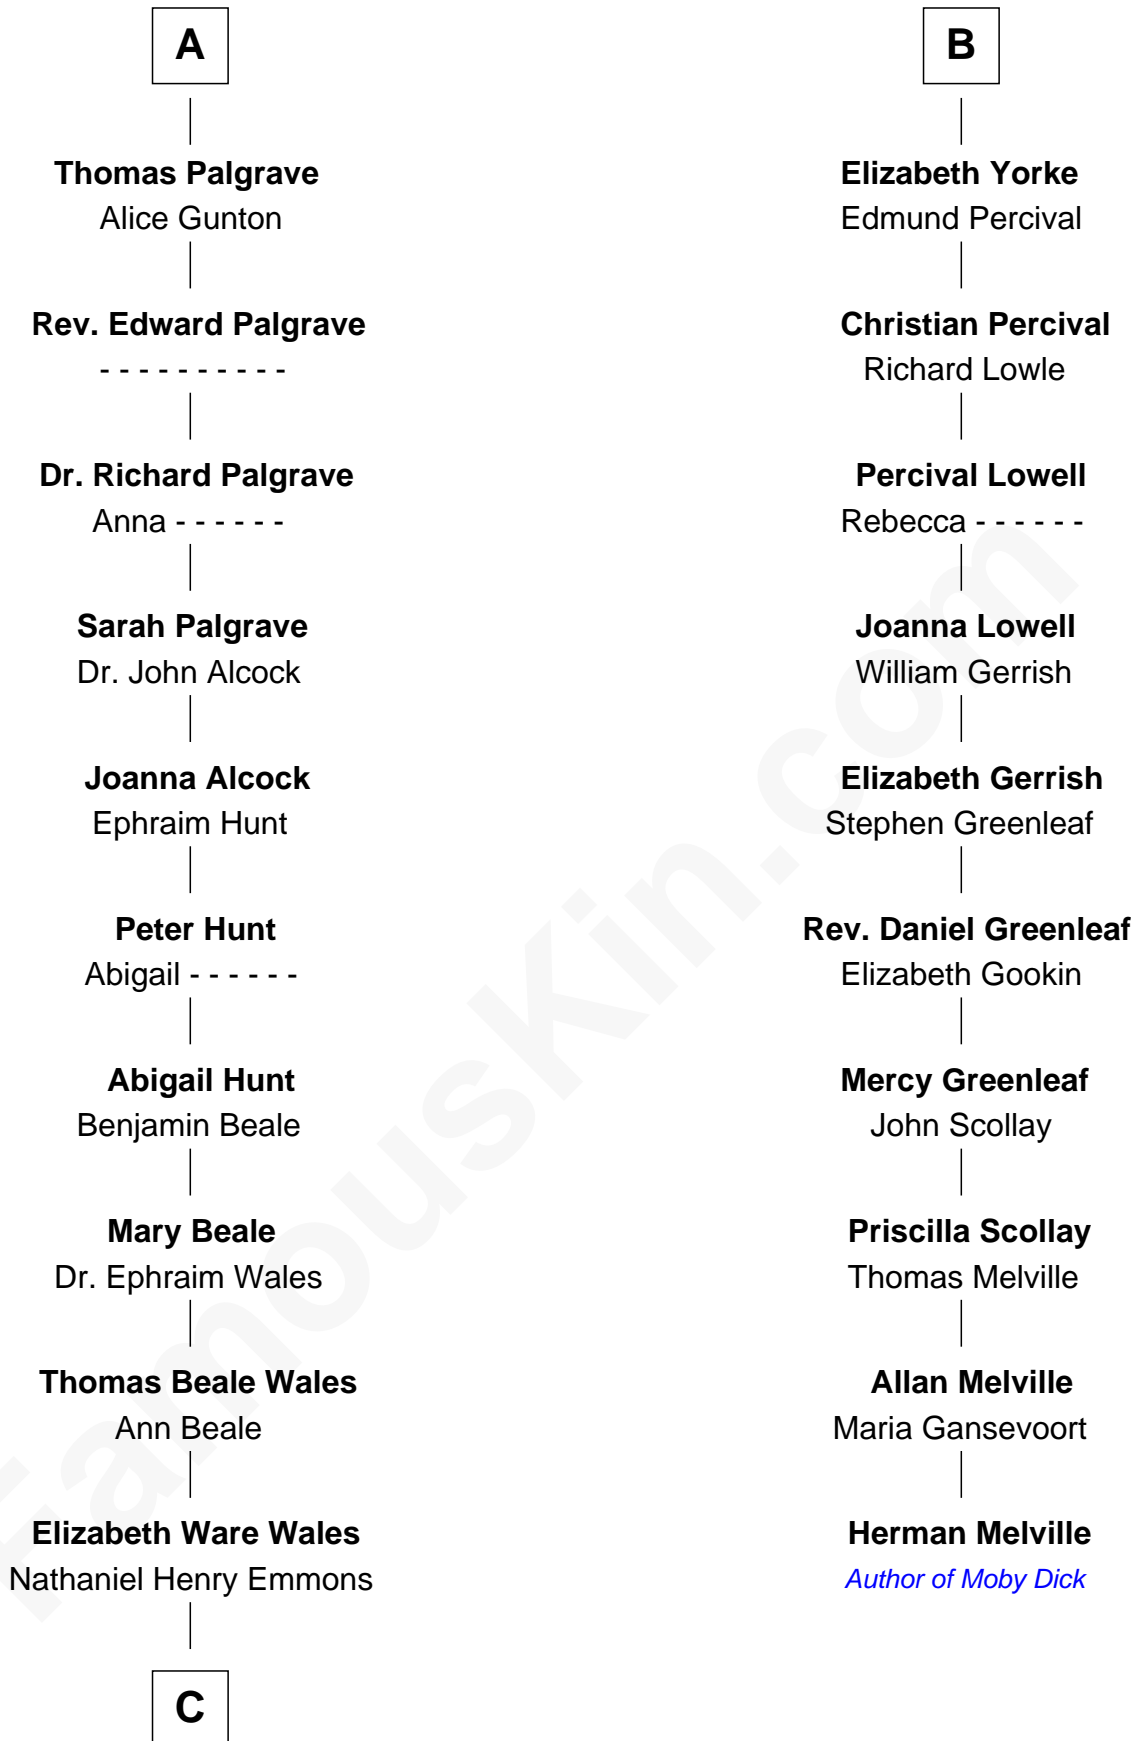 A
Thomas Palgrave
Alice Gunton
Rev. Edward Palgrave
- - - - - - - - - -
Dr. Richard Palgrave
Anna - - - - - -
Sarah Palgrave
Dr. John Alcock
Joanna Alcock
Ephraim Hunt
Peter Hunt
Abigail - - - - - -
Abigail Hunt
Benjamin Beale
Mary Beale
Dr. Ephraim Wales
Thomas Beale Wales
Ann Beale
Elizabeth Ware Wales
Nathaniel Henry Emmons
C
B
Elizabeth Yorke
Edmund Percival
Christian Percival
Richard Lowle
Percival Lowell
Rebecca - - - - - -
Joanna Lowell
William Gerrish
Elizabeth Gerrish
Stephen Greenleaf
Rev. Daniel Greenleaf
Elizabeth Gookin
Mercy Greenleaf
John Scollay
Priscilla Scollay
Thomas Melville
Allan Melville
Maria Gansevoort
Herman Melville
Author of Moby Dick
FamousKin.com